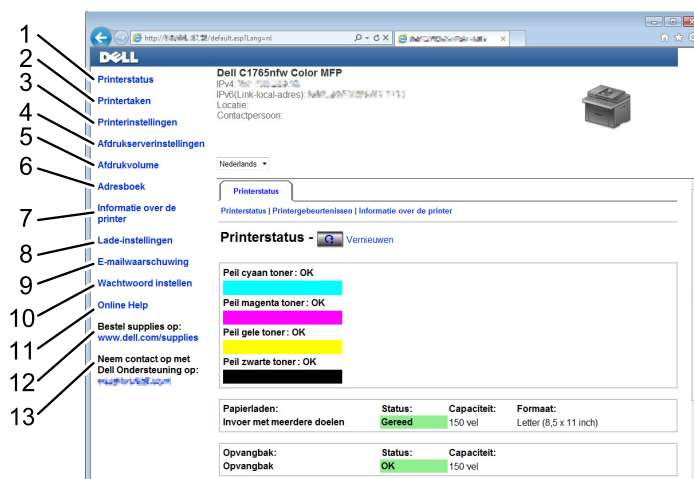 1
2
3
4
5
6
7
8
9
10
11
12
13
http:// /default.asp?Lang=nl
DELL
Printerstatus
Printertaken
Printerinstellingen
Afdrukserverinstellingen
Afdrukvolume
Adresboek
Informatie over de
printer
Lade-instellingen
E-mailwaarschuwing
Wachtwoord instellen
Online Help
Bestel supplies op:
www.dell.com/supplies
Neem contact op met
Dell Ondersteuning op:
Dell C1765nfw Color MFP
IPv4:
IPv6(Link-local-adres):
Locatie:
Contactpersoon:
Nederlands
Printerstatus
Printerstatus | Printergebeurtenissen | Informatie over de printer
Printerstatus - Vernieuwen
Peil cyaan toner: OK
Peil magenta toner: OK
Peil gele toner: OK
Peil zwarte toner: OK
Papierladen: Status: Capaciteit: Formaat:
Invoer met meerdere doelen Gereed 150 vel Letter (8,5 x 11 inch)
Opvangbak: Status: Capaciteit:
Opvangbak OK 150 vel